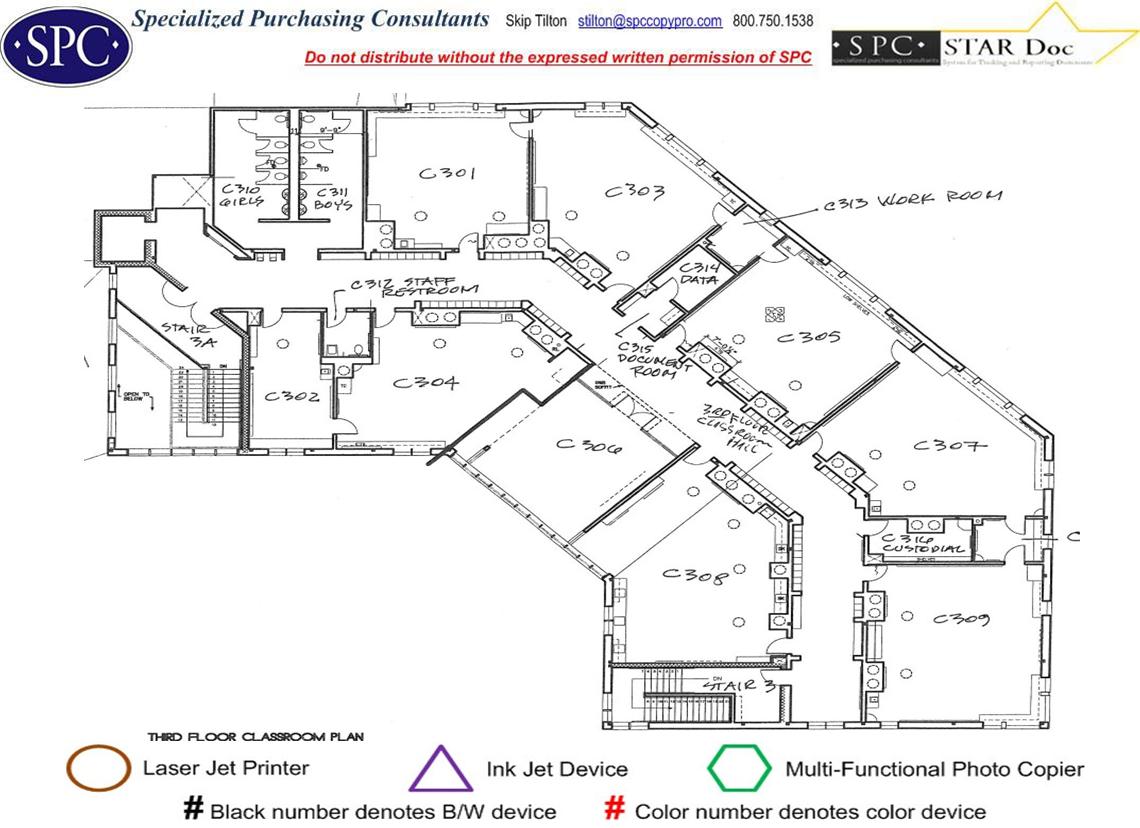 Specialized Purchasing Consultants Skip Tilton stilton@spccopypro.com 800.750.1538
·SPC·
Do not distribute without the expressed written permission of SPC
·SPC· STAR Doc
specialized purchasing consultants System for Tracking and Reporting Documents
C301
C303
C310
GIRLS
C311
BOYS
C313 WORK ROOM
C314
DATA
C312 STAFF
RESTROOM
STAIR
3A
C302
C304
C305
LOW SHELVES
C315
DOCUMENT
ROOM
OPEN TO
BELOW
DN
TC
C306
3RD FLOOR
CLASSROOM
HALL
C307
C308
C316
CUSTODIAL
SHELVES
C
C309
DN
STAIR 3
THIRD FLOOR CLASSROOM PLAN
Laser Jet Printer
Ink Jet Device
Multi-Functional Photo Copier
# Black number denotes B/W device
# Color number denotes color device